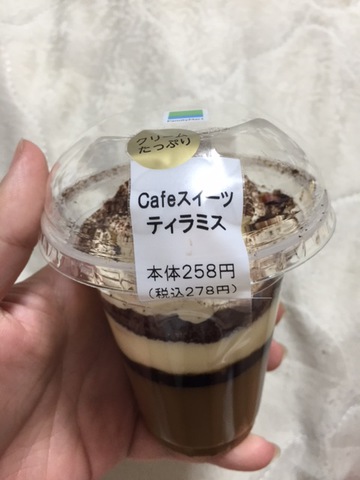 クリーム
たっぷり
Cafeスイーツ
ティラミス
本体258円
(税込278円)